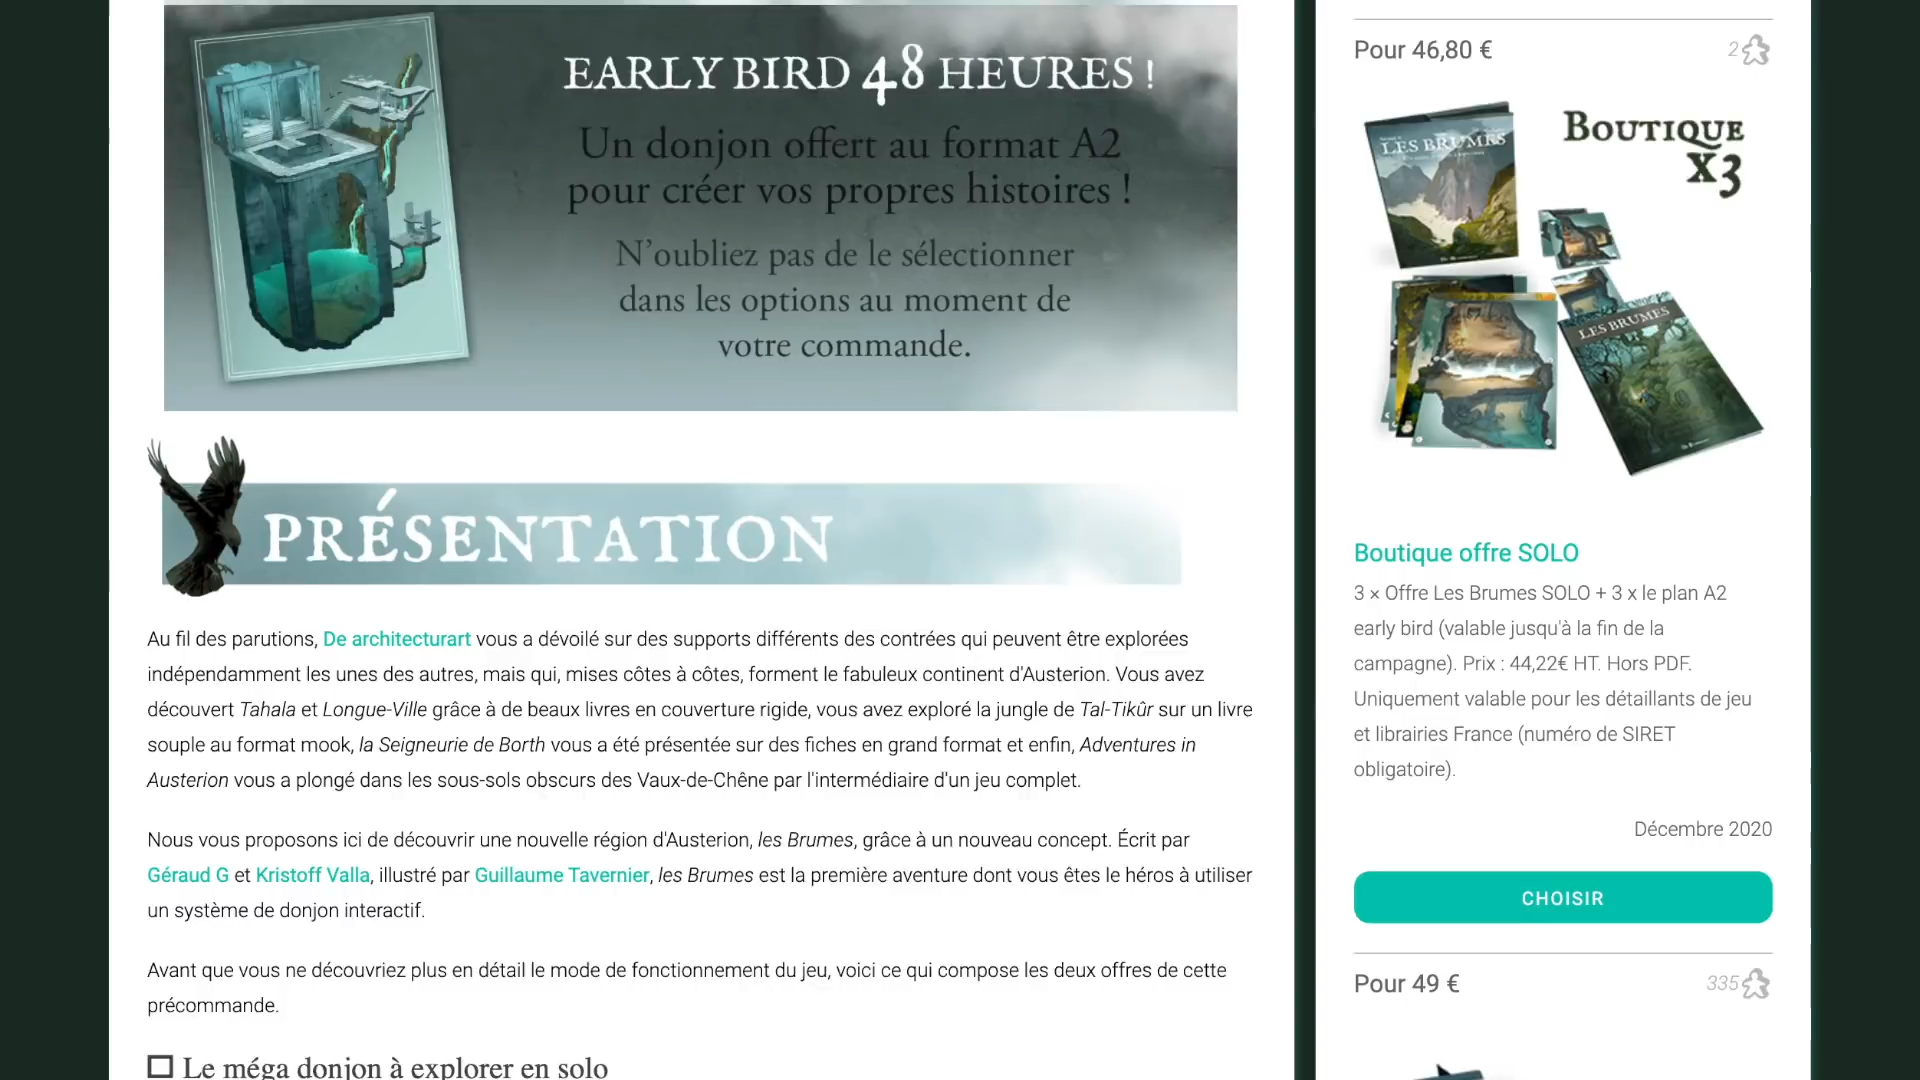 EARLY BIRD 48 HEURES !
Un donjon offert au format A2
pour créer vos propres histoires !
N'oubliez pas de le sélectionner
dans les options au moment de
votre commande.
PRÉSENTATION
Au fil des parutions, De architecturart vous a dévoilé sur des supports différents des contrées qui peuvent être explorées
indépendamment les unes des autres, mais qui, mises côtes à côtes, forment le fabuleux continent d'Austerion. Vous avez
découvert Tahala et Longue-Ville grâce à de beaux livres en couverture rigide, vous avez exploré la jungle de Tal-Tikûr sur un livre
souple au format mook, la Seigneurie de Borth vous a été présentée sur des fiches en grand format et enfin, Adventures in
Austerion vous a plongé dans les sous-sols obscurs des Vaux-de-Chêne par l'intermédiaire d'un jeu complet.
Nous vous proposons ici de découvrir une nouvelle région d'Austerion, les Brumes, grâce à un nouveau concept. Écrit par
Géraud G et Kristoff Valla, illustré par Guillaume Tavernier, les Brumes est la première aventure dont vous êtes le héros à utiliser
un système de donjon interactif.
Avant que vous ne découvriez plus en détail le mode de fonctionnement du jeu, voici ce qui compose les deux offres de cette
précommande.
Le méga donjon à explorer en solo
Pour 46,80 €
2
LES BRUMES
BOUTIQUE
X3
LES BRUMES
Boutique offre SOLO
3 × Offre Les Brumes SOLO + 3 x le plan A2
early bird (valable jusqu'à la fin de la
campagne). Prix : 44,22€ HT. Hors PDF.
Uniquement valable pour les détaillants de jeu
et librairies France (numéro de SIRET
obligatoire).
Décembre 2020
CHOISIR
Pour 49 €
335